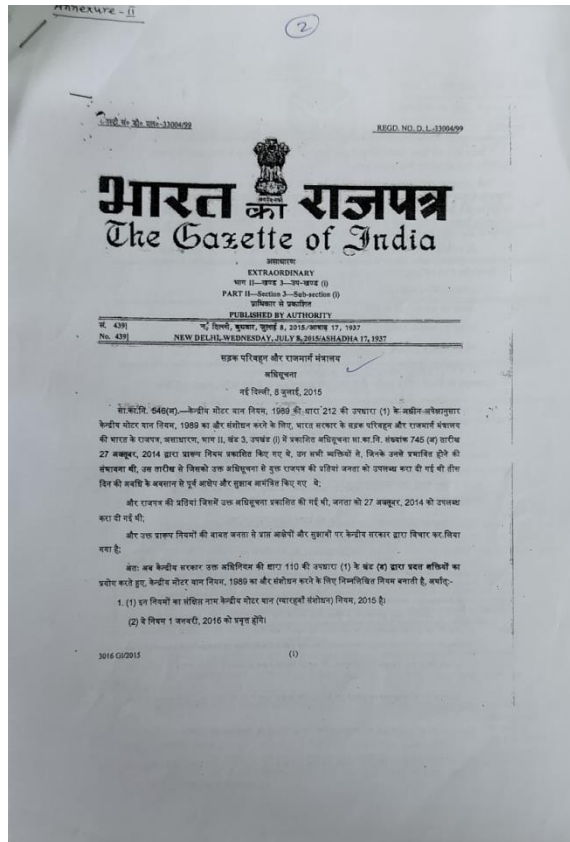 Annexure - II
2
REGD. NO. D. L.-33004/99
भारत का राजपत्र
The Gazette of India
असाधारण
EXTRAORDINARY
भाग II—खण्ड 3—उप-खण्ड (i)
PART II—Section 3—Sub-section (i)
प्राधिकार से प्रकाशित
PUBLISHED BY AUTHORITY
सं. 439] नई दिल्ली, बुधवार, जुलाई 8, 2015/आषाढ 17, 1937
No. 439] NEW DELHI, WEDNESDAY, JULY 8, 2015/ASHADHA 17, 1937
सड़क परिवहन और राजमार्ग मंत्रालय
अधिसूचना
नई दिल्ली, 8 जुलाई, 2015
सा.का.नि. 546(अ).—केन्द्रीय मोटर यान नियम, 1989 की धारा 212 की उपधारा (1) के अधीन अपेक्षानुसार
केन्द्रीय मोटर यान नियम, 1989 का और संशोधन करने के लिए, भारत सरकार के सड़क परिवहन और राजमार्ग मंत्रालय
की भारत के राजपत्र, असाधारण, भाग II, खंड 3, उपखंड (i) में प्रकाशित अधिसूचना सा.का.नि. संख्यांक 745 (अ) तारीख
27 अक्तूबर, 2014 द्वारा प्रारूप नियम प्रकाशित किए गए थे, उन सभी व्यक्तियों से, जिनके उनसे प्रभावित होने की
संभावना थी, उस तारीख से जिसको उक्त अधिसूचना से युक्त राजपत्र की प्रतियां जनता को उपलब्ध करा दी गई थी तीस
दिन की अवधि के अवसान से पूर्व आक्षेप और सुझाव आमंत्रित किए गए थे;
और राजपत्र की प्रतियां जिसमें उक्त अधिसूचना प्रकाशित की गई थी, जनता को 27 अक्तूबर, 2014 को उपलब्ध
करा दी गई थी;
और उक्त प्रारूप नियमों की बाबत जनता से प्राप्त आक्षेपों और सुझावों पर केन्द्रीय सरकार द्वारा विचार कर लिया
गया है;
अतः अब केन्द्रीय सरकार उक्त अधिनियम की धारा 110 की उपधारा (1) के खंड (ड) द्वारा प्रदत्त शक्तियों का
प्रयोग करते हुए, केन्द्रीय मोटर यान नियम, 1989 का और संशोधन करने के लिए निम्नलिखित नियम बनाती है, अर्थात्:-
1. (1) इन नियमों का संक्षिप्त नाम केन्द्रीय मोटर यान (ग्यारहवाँ संशोधन) नियम, 2015 है।
(2) ये नियम 1 जनवरी, 2016 को प्रवृत्त होंगे।
3016 GI/2015 (1)